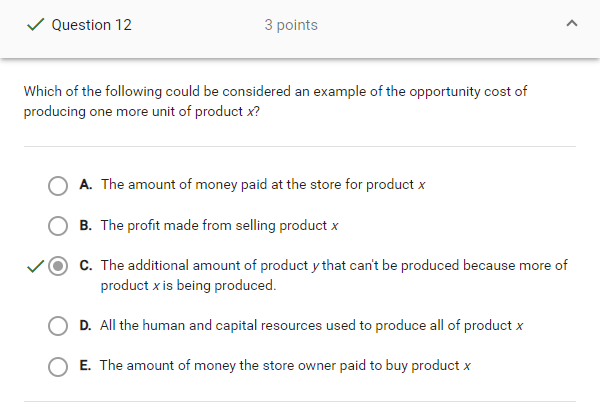 Question 12 3 points
Which of the following could be considered an example of the opportunity cost of
producing one more unit of product x?
A. The amount of money paid at the store for product x
B. The profit made from selling product x
C. The additional amount of product y that can't be produced because more of
product x is being produced.
D. All the human and capital resources used to produce all of product x
E. The amount of money the store owner paid to buy product x